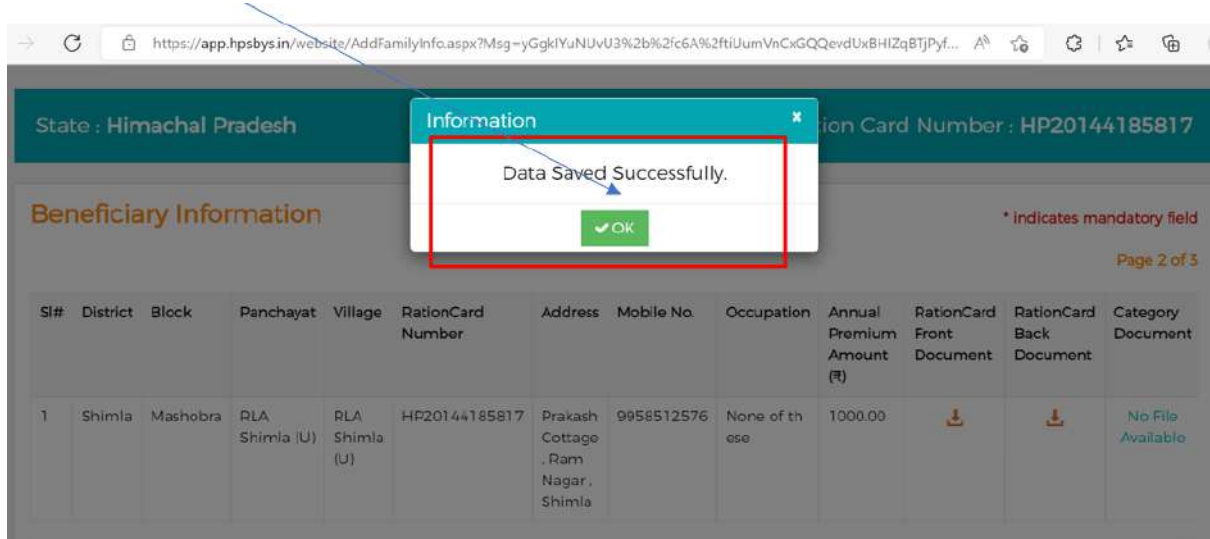 https://app.hpsbys.in/website/AddFamilyInfo.aspx?Msg=yGgkIYuNUvU3%2b%2fc6A%2ftiUumVnCxGQQevdUxBHIZqBTjPyf...
State : Himachal Pradesh
Information
ion Card Number : HP20144185817
Data Saved Successfully.
OK
Beneficiary Information
* indicates mandatory field
Page 2 of 3
Sl# District Block Panchayat Village RationCard Address Mobile No. Occupation Annual RationCard RationCard Category
Number Premium Front Back Document
Amount Document Document
(₹)
1 Shimla Mashobra RLA RLA HP20144185817 Prakash 9958512576 None of th 1000.00 No File
Shimla (U) Shimla Cottage ese Available
(U) , Ram
Nagar ,
Shimla